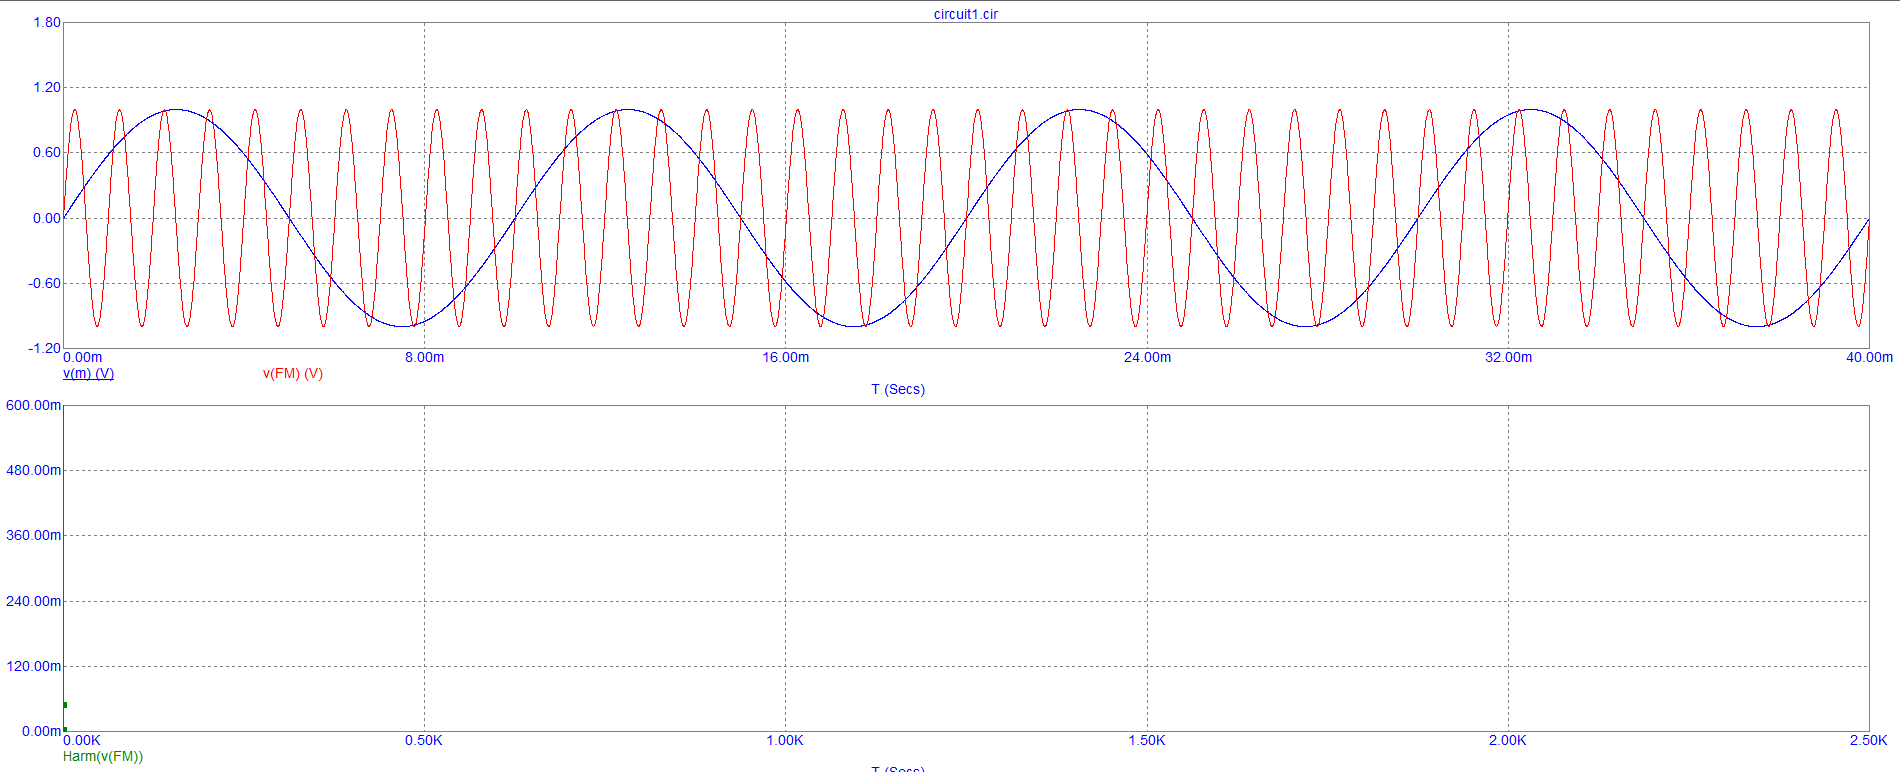 circuit1.cir
1.80
1.20
0.60
0.00
-0.60
-1.20
0.00m 8.00m 16.00m 24.00m 32.00m 40.00m
v(m) (V) v(FM) (V)
T (Secs)
600.00m
480.00m
360.00m
240.00m
120.00m
0.00m
0.00K 0.50K 1.00K 1.50K 2.00K 2.50K
Harm(v(FM))
T (Secs)